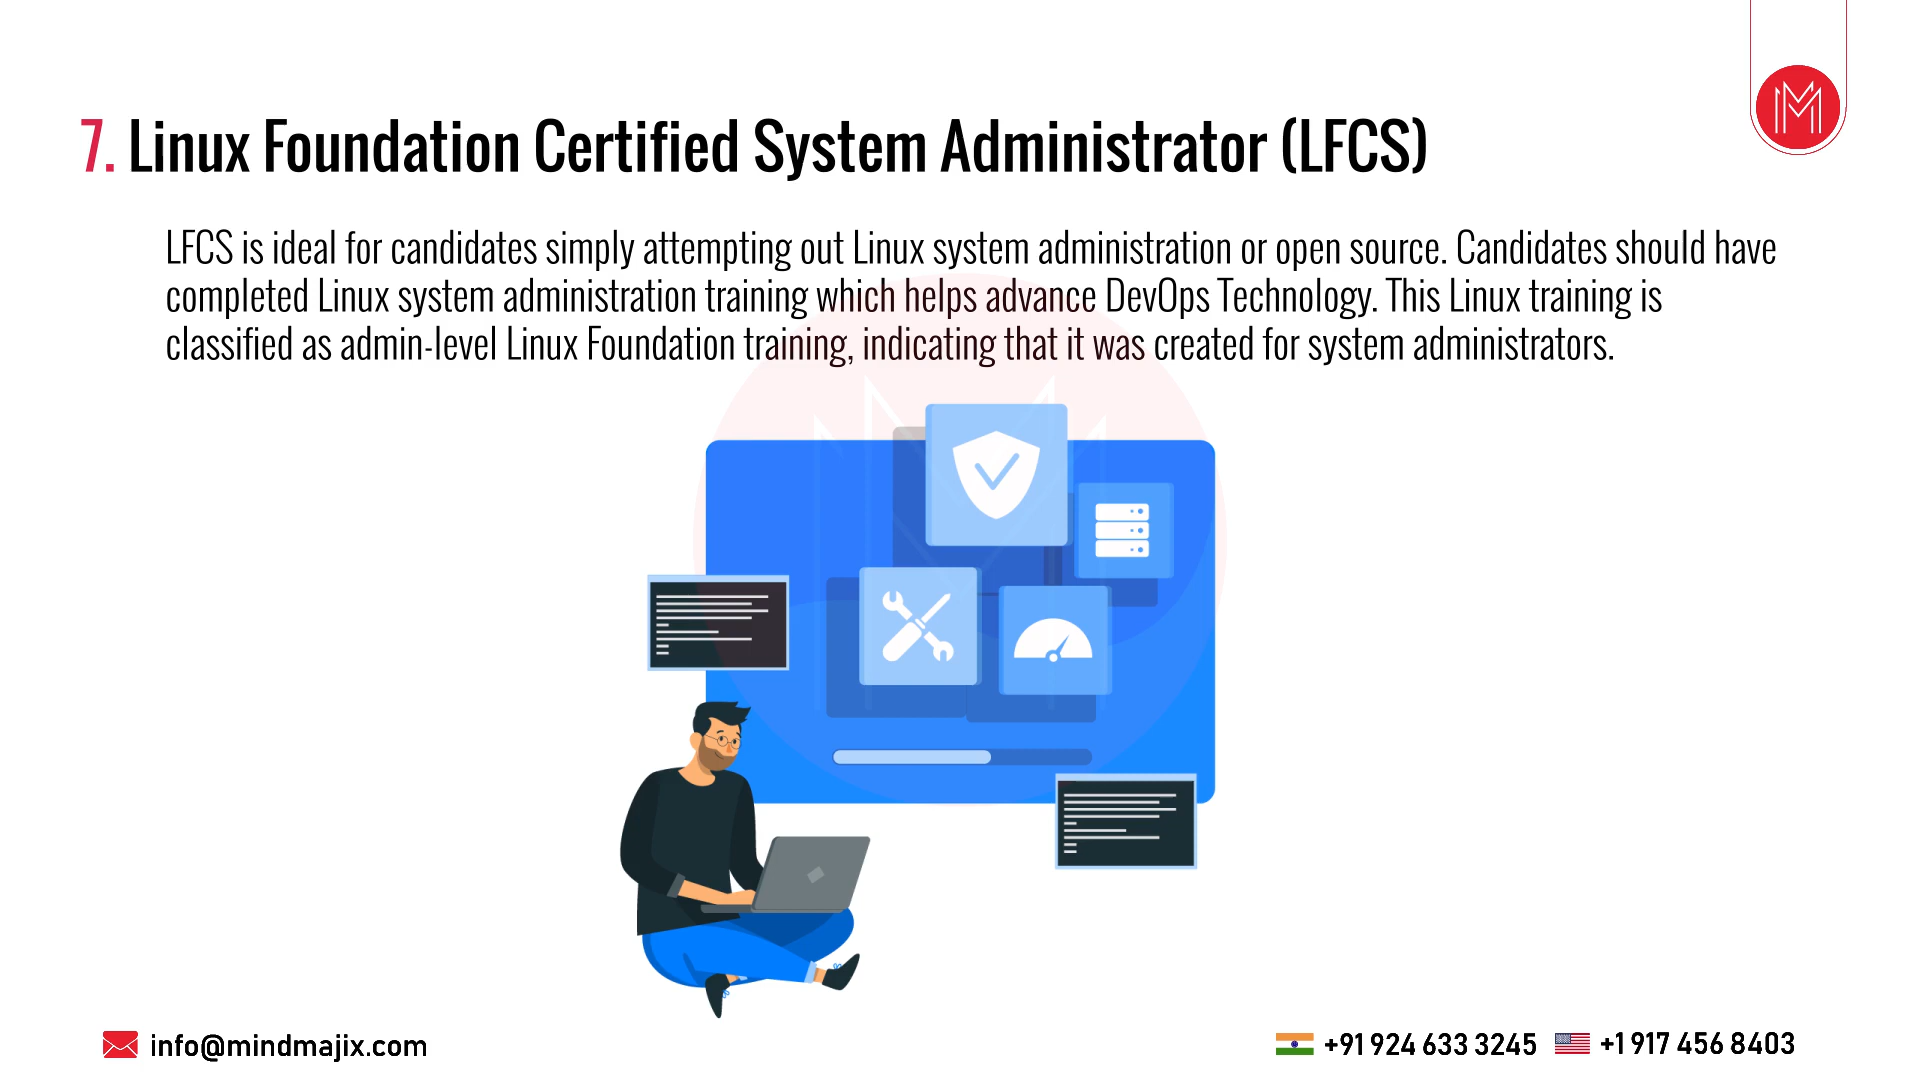 7. Linux Foundation Certified System Administrator (LFCS)
LFCS is ideal for candidates simply attempting out Linux system administration or open source. Candidates should have
completed Linux system administration training which helps advance DevOps Technology. This Linux training is
classified as admin-level Linux Foundation training, indicating that it was created for system administrators.
info@mindmajix.com
+91 924 633 3245
+1 917 456 8403